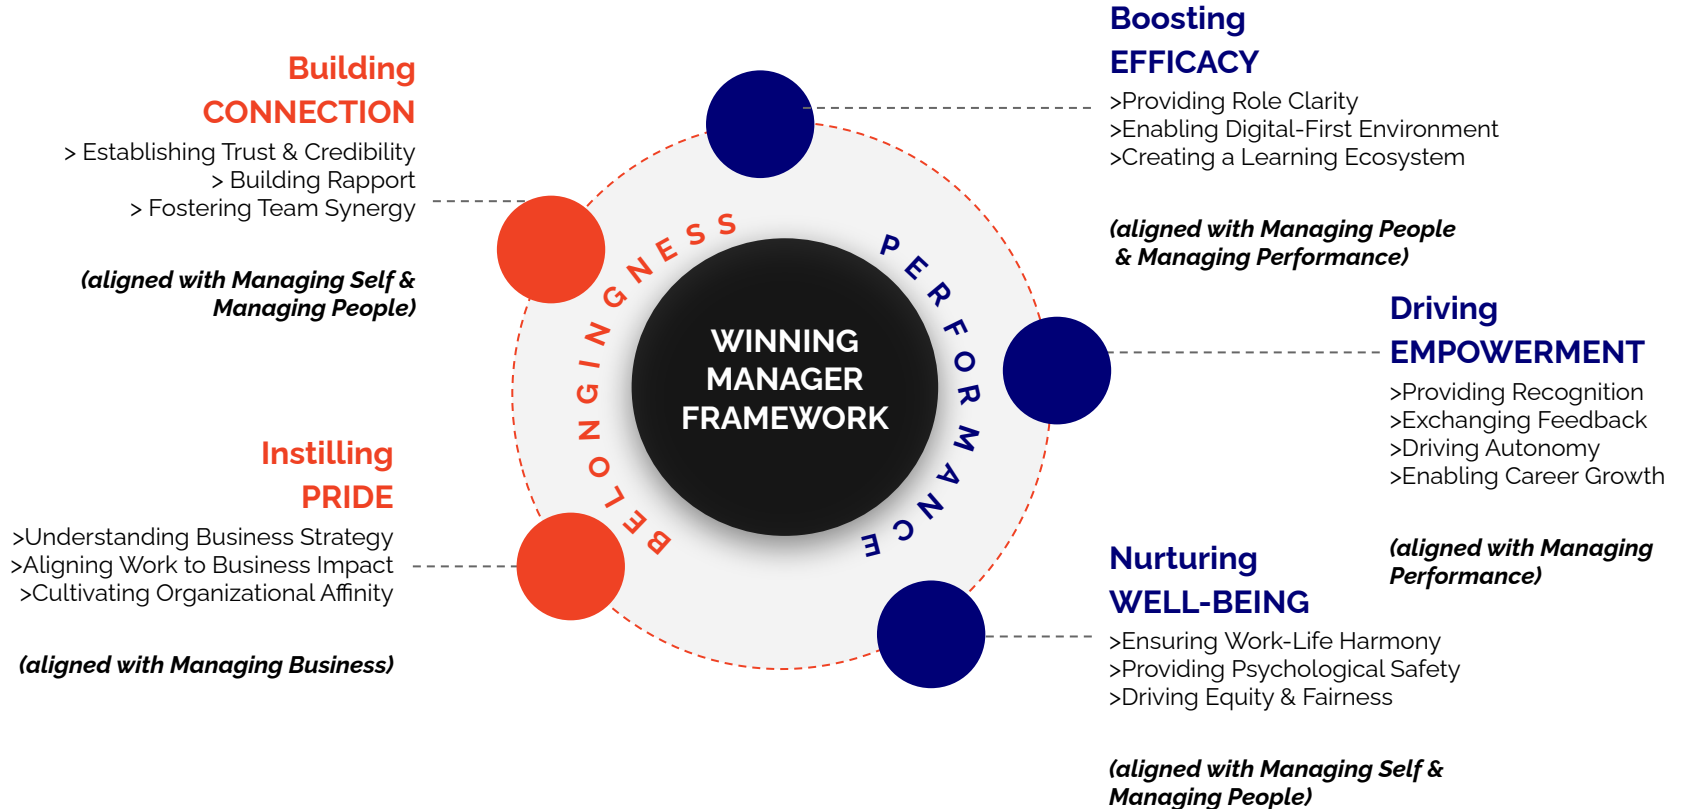 Building
CONNECTION
> Establishing Trust & Credibility
> Building Rapport
> Fostering Team Synergy
(aligned with Managing Self &
Managing People)
Instilling
PRIDE
>Understanding Business Strategy
>Aligning Work to Business Impact
>Cultivating Organizational Affinity
(aligned with Managing Business)
BELONGINGNESS
WINNING
MANAGER
FRAMEWORK
PERFORMANCE
Boosting
EFFICACY
>Providing Role Clarity
>Enabling Digital-First Environment
>Creating a Learning Ecosystem
(aligned with Managing People
& Managing Performance)
Driving
EMPOWERMENT
>Providing Recognition
>Exchanging Feedback
>Driving Autonomy
>Enabling Career Growth
(aligned with Managing
Performance)
Nurturing
WELL-BEING
>Ensuring Work-Life Harmony
>Providing Psychological Safety
>Driving Equity & Fairness
(aligned with Managing Self &
Managing People)